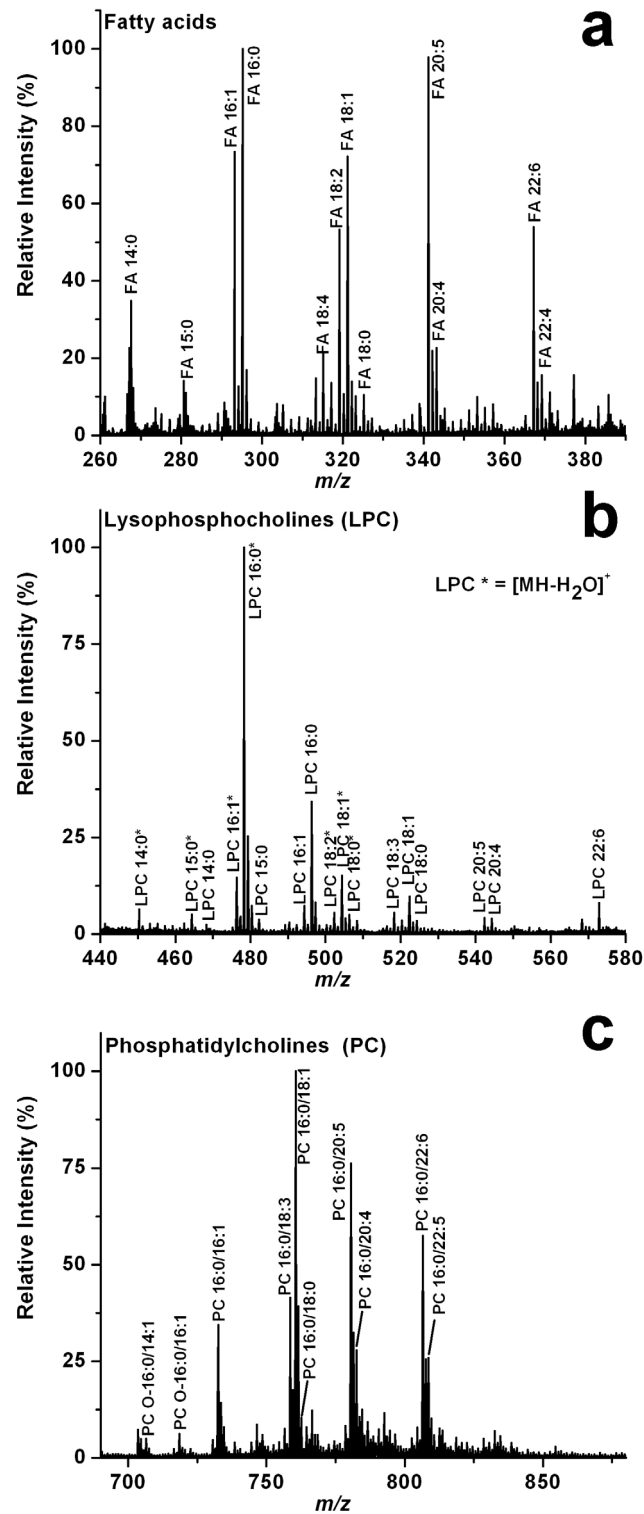 Fatty acids
a
Relative Intensity (%)
100
80
60
40
20
0
FA 14:0
FA 15:0
FA 16:1
FA 16:0
FA 18:4
FA 18:2
FA 18:1
FA 18:0
FA 20:5
FA 20:4
FA 22:6
FA 22:4
260 280 300 320 340 360 380
m/z
b
Lysophosphocholines (LPC)
LPC * = [MH-H2O]+
Relative Intensity (%)
100
75
50
25
0
LPC 14:0*
LPC 15:0*
LPC 14:0
LPC 16:1*
LPC 16:0*
LPC 15:0
LPC 16:1
LPC 16:0
LPC 18:2*
LPC 18:1*
LPC 18:0*
LPC 18:3
LPC 18:1
LPC 18:0
LPC 20:5
LPC 20:4
LPC 22:6
440 460 480 500 520 540 560 580
m/z
c
Phosphatidylcholines (PC)
Relative Intensity (%)
100
75
50
25
0
PC O-16:0/14:1
PC O-16:0/16:1
PC 16:0/16:1
PC 16:0/18:3
PC 16:0/18:1
PC 16:0/18:0
PC 16:0/20:5
PC 16:0/20:4
PC 16:0/22:6
PC 16:0/22:5
700 750 800 850
m/z